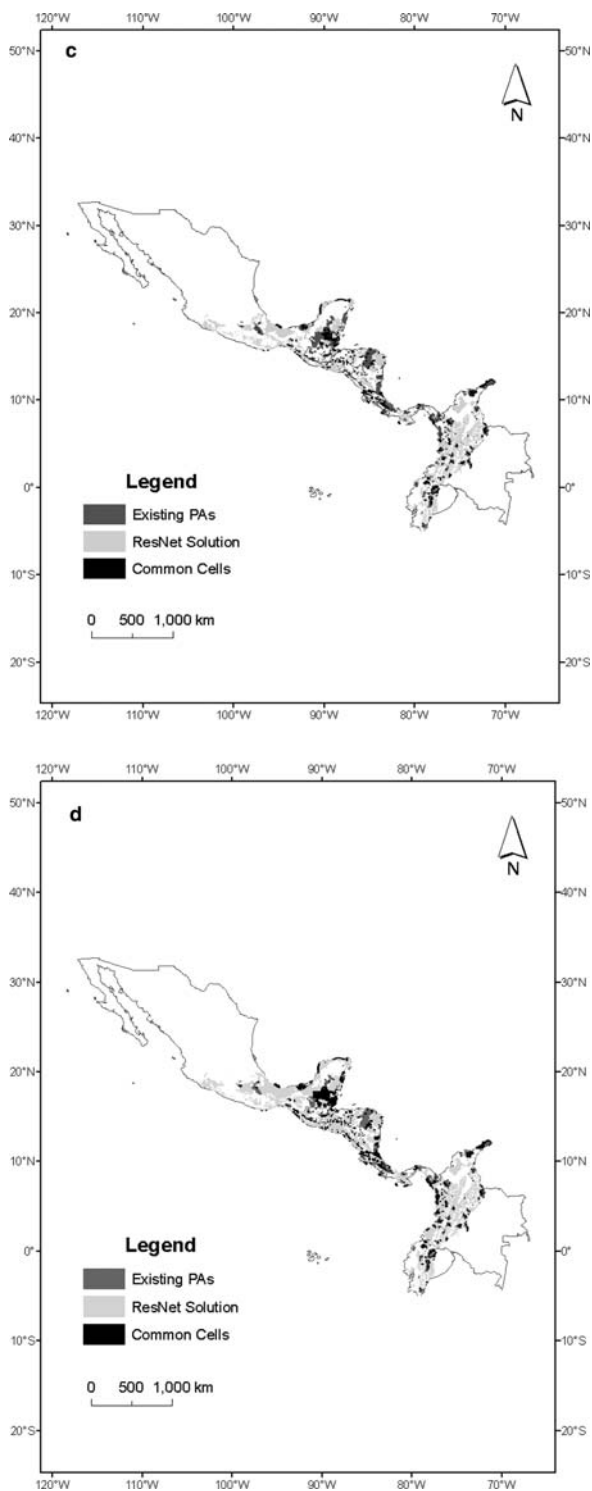 120°W 110°W 100°W 90°W 80°W 70°W
50°N c 50°N
N
40°N 40°N
30°N 30°N
20°N 20°N
10°N 10°N
0° Legend 0°
Existing PAs
ResNet Solution
10°S Common Cells 10°S
0 500 1,000 km
20°S 20°S
120°W 110°W 100°W 90°W 80°W 70°W
120°W 110°W 100°W 90°W 80°W 70°W
50°N d 50°N
N
40°N 40°N
30°N 30°N
20°N 20°N
10°N 10°N
0° Legend 0°
Existing PAs
ResNet Solution
10°S Common Cells 10°S
0 500 1,000 km
20°S 20°S
120°W 110°W 100°W 90°W 80°W 70°W